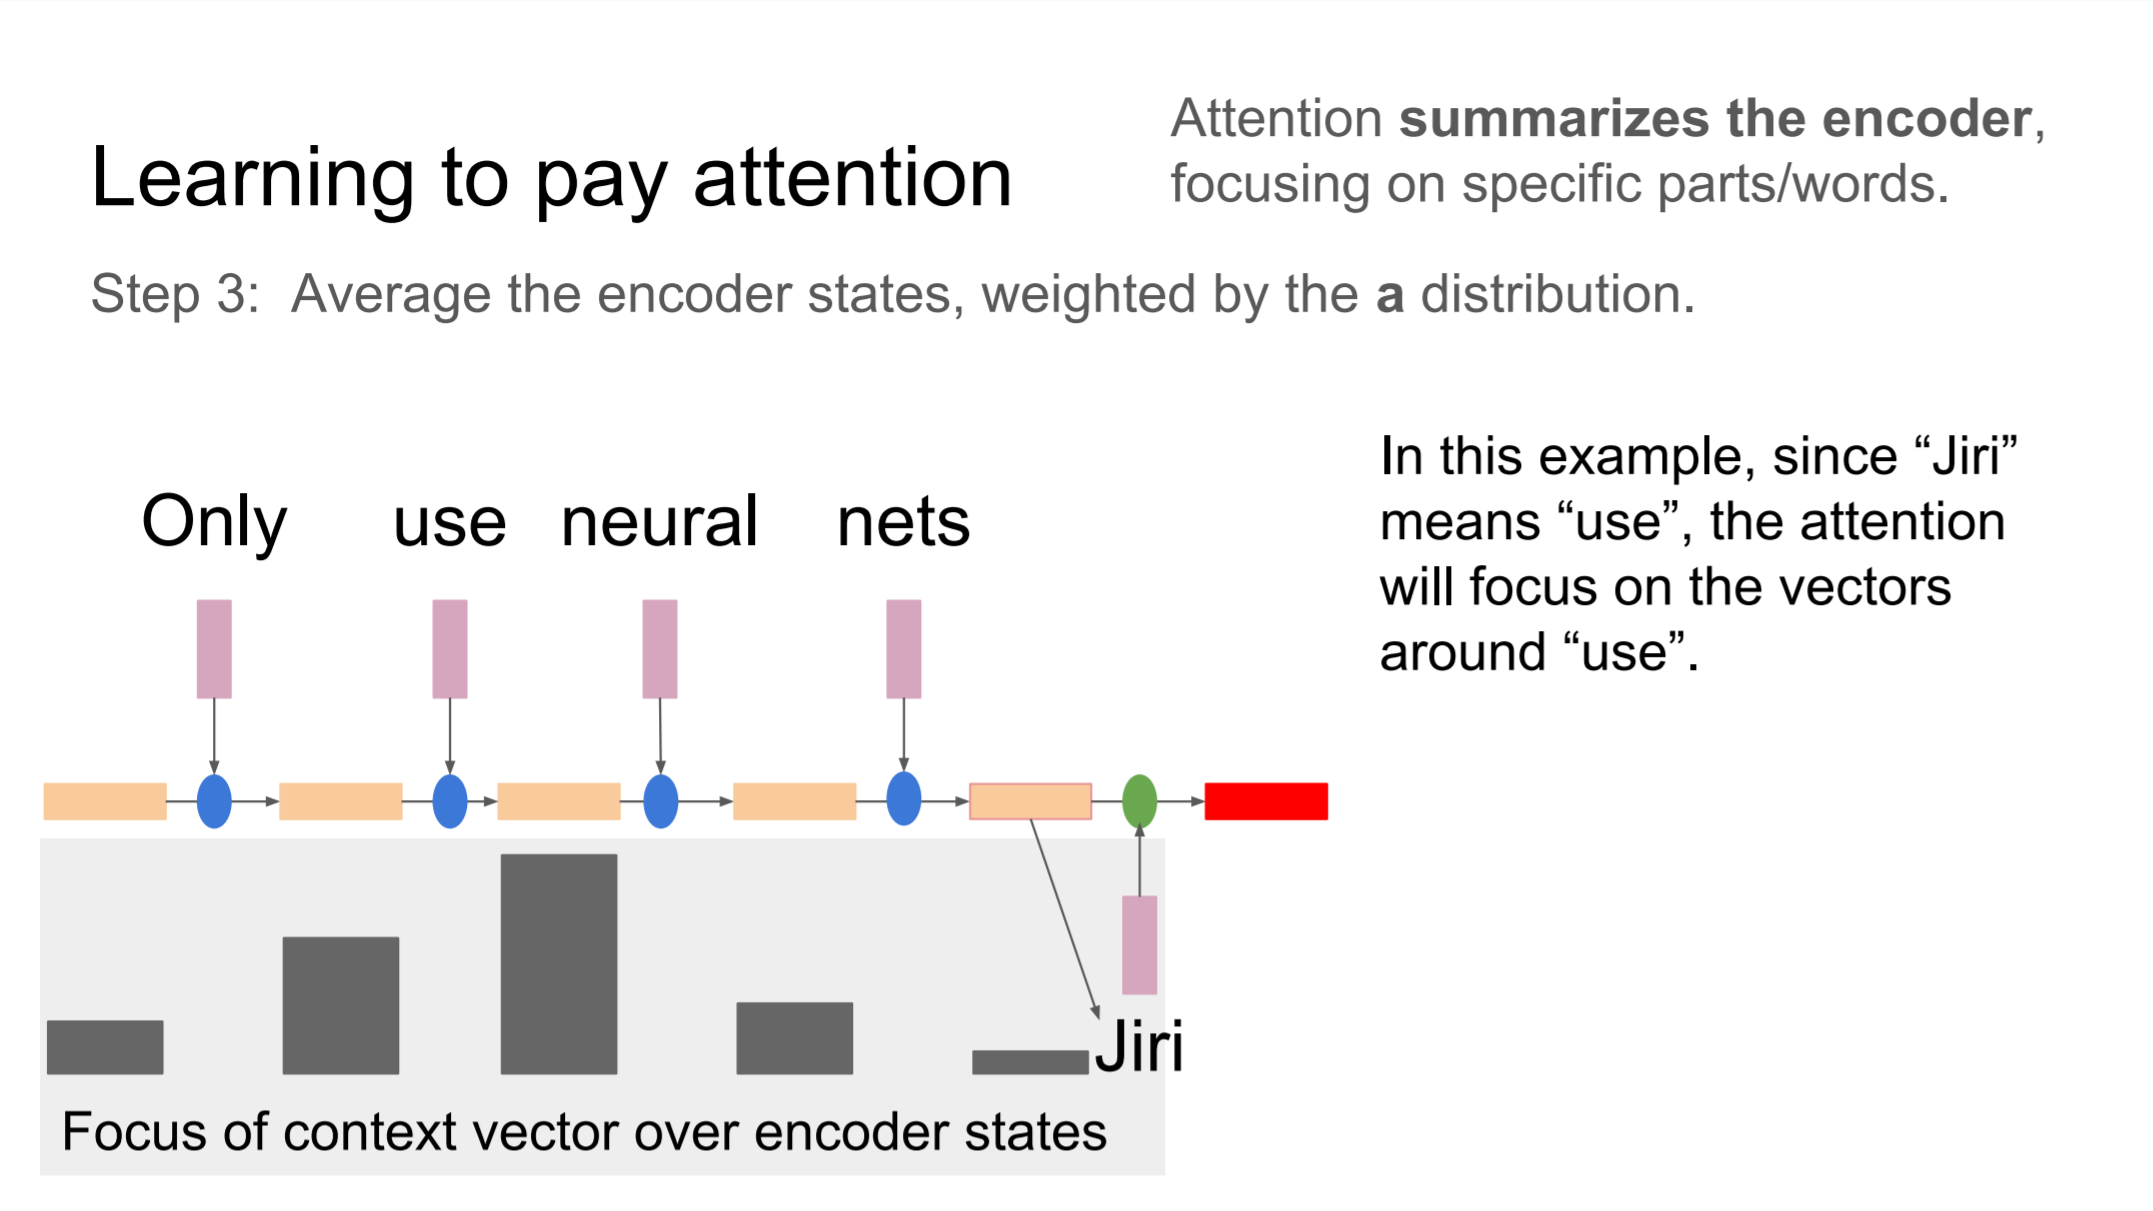 Learning to pay attention
Attention summarizes the encoder,
focusing on specific parts/words.
Step 3:  Average the encoder states, weighted by the a distribution.
Only use neural nets
In this example, since “Jiri”
means “use”, the attention
will focus on the vectors
around “use”.
Jiri
Focus of context vector over encoder states